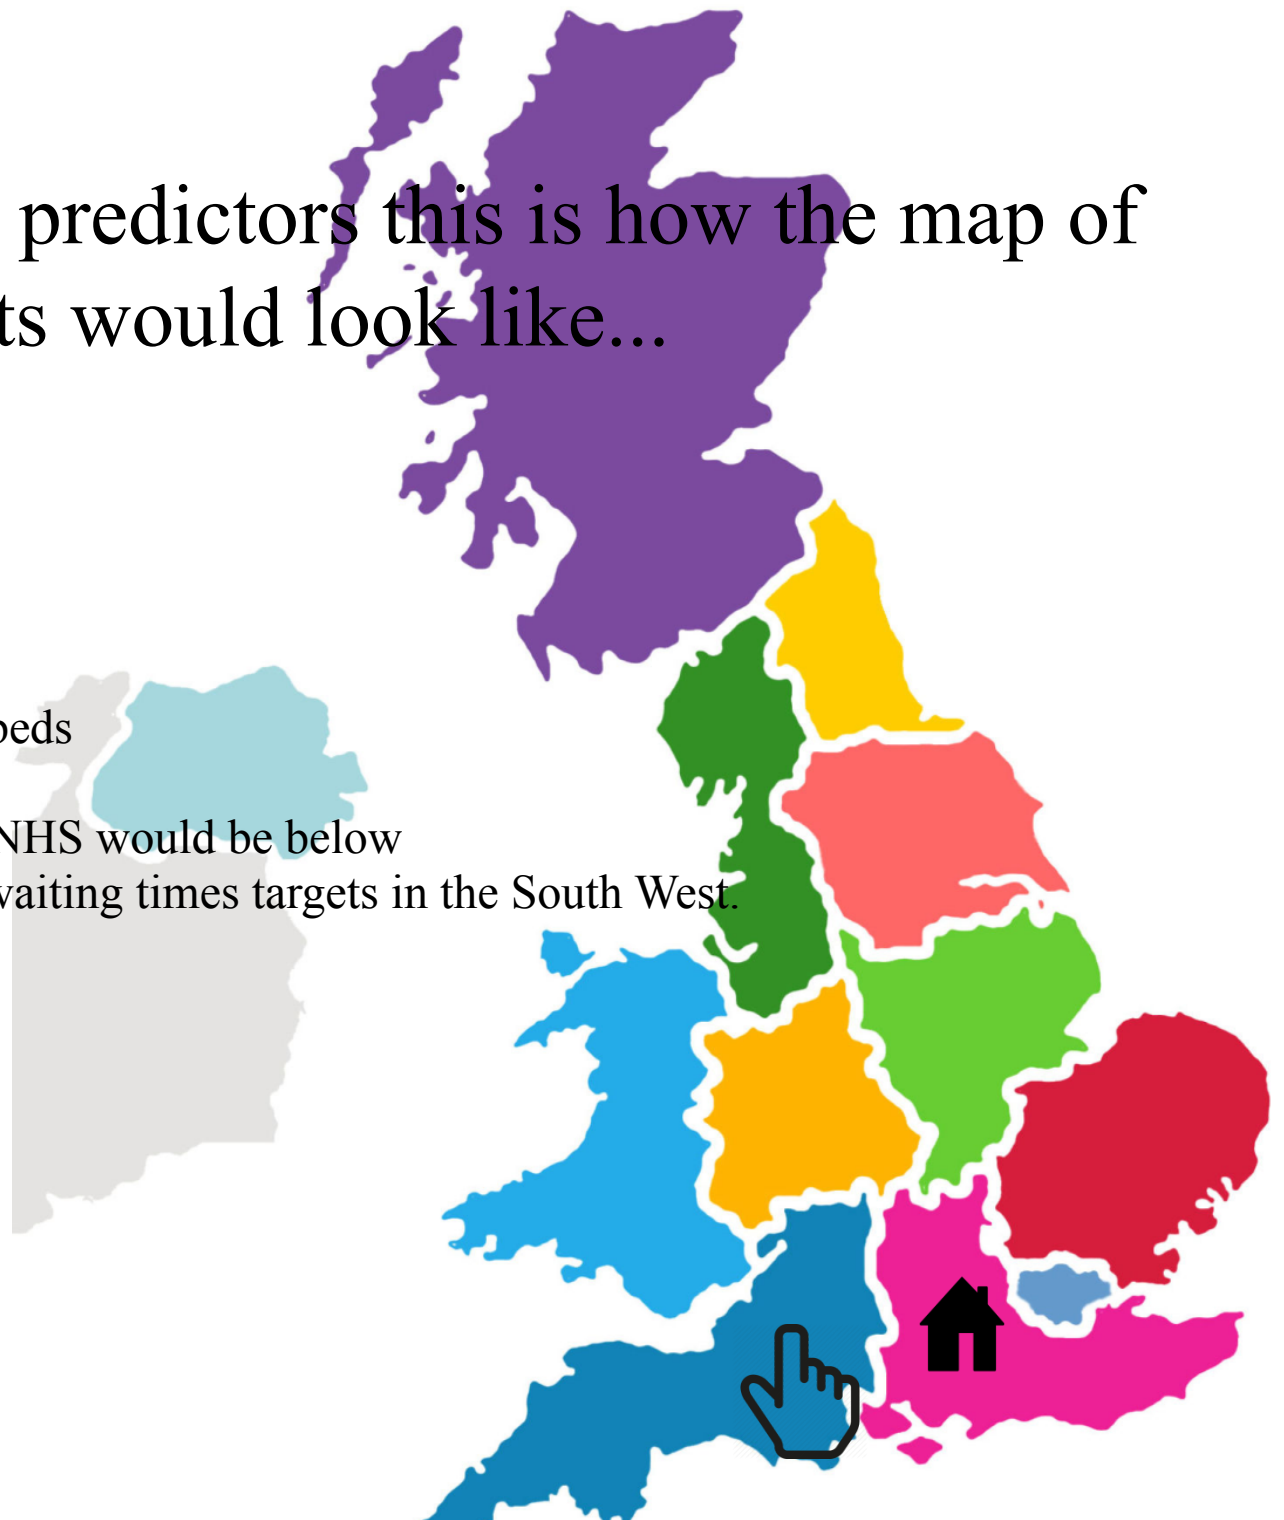 predictors this is how the map of
ts would look like...
beds
NHS would be below
waiting times targets in the South West.